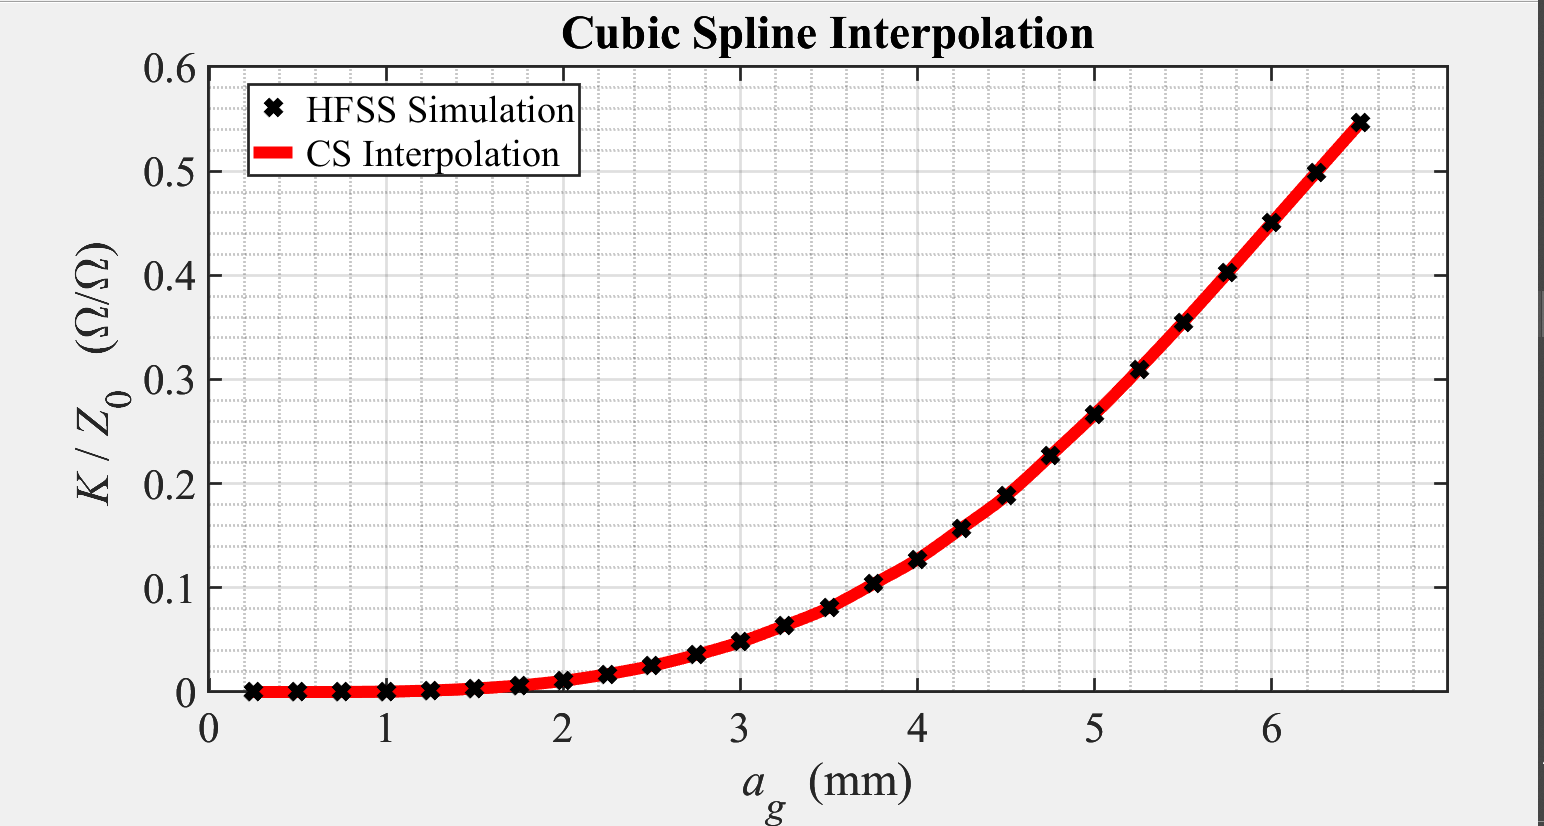 Cubic Spline Interpolation
HFSS Simulation
CS Interpolation
0.6
0.5
0.4
0.3
0.2
0.1
0
K / Z0 (Ω/Ω)
0 1 2 3 4 5 6
ag (mm)